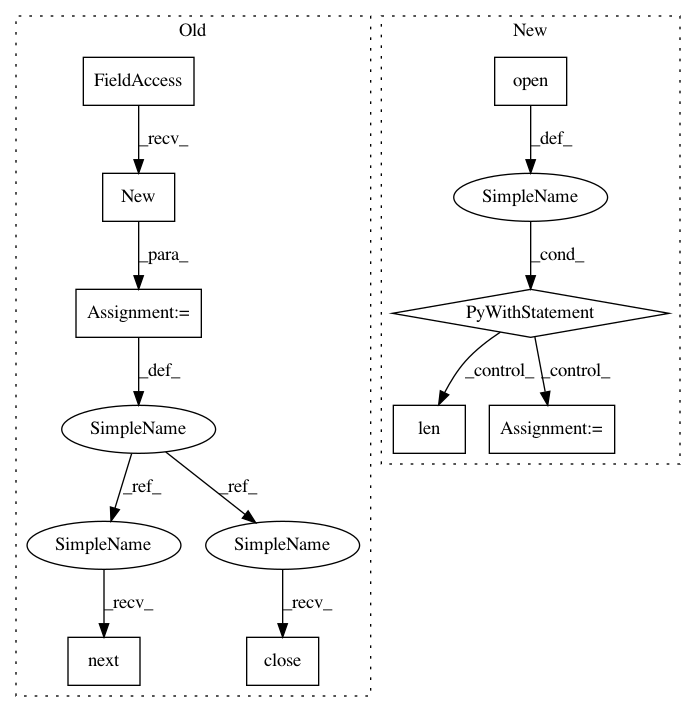 Old
New
FieldAccess
open
_recv_
_def_
New
SimpleName
_para_
_cond_
Assignment:=
PyWithStatement
_def_
_control_
_control_
SimpleName
len
Assignment:=
_ref_
_ref_
SimpleName
SimpleName
_recv_
_recv_
next
close